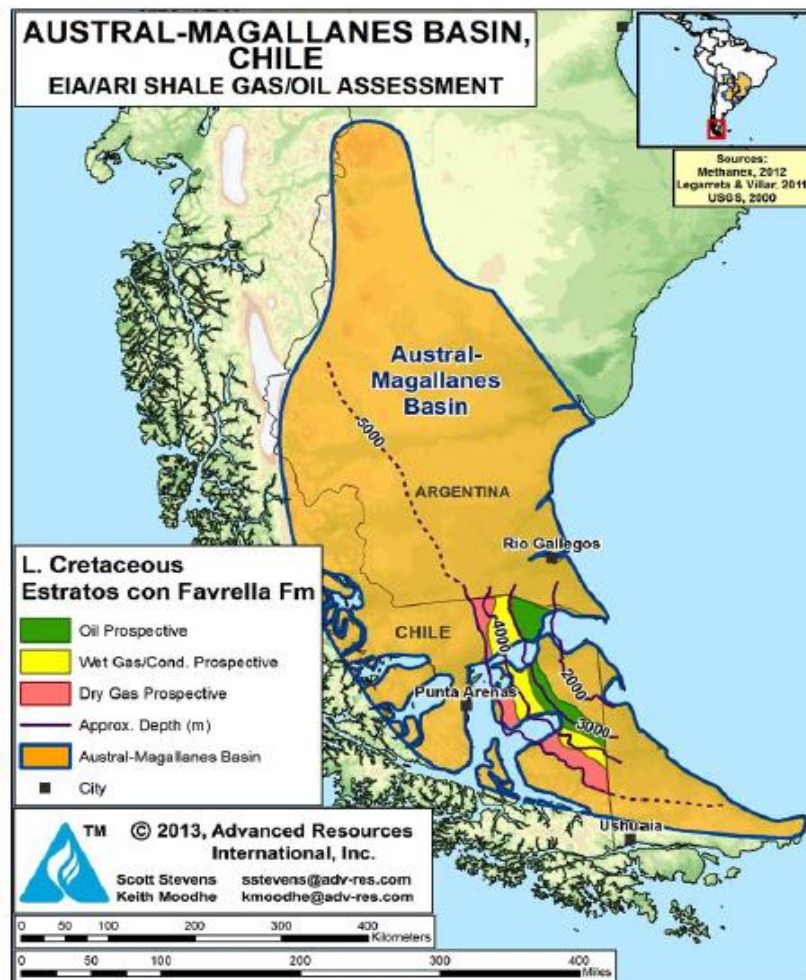 AUSTRAL-MAGALLANES BASIN,
CHILE
EIA/ARI SHALE GAS/OIL ASSESSMENT
Sources:
Methanex, 2012
Legarreta & Villar, 2011
USGS, 2000
Austral-
Magallanes
Basin
5000
ARGENTINA
Rio Gallegos
CHILE
4000
2000
Punta Arenas
3000
Ushuaia
L. Cretaceous
Estratos con Favrella Fm
Oil Prospective
Wet Gas/Cond. Prospective
Dry Gas Prospective
Approx. Depth (m)
Austral-Magallanes Basin
City
TM © 2013, Advanced Resources
International, Inc.
Scott Stevens sstevens@adv-res.com
Keith Moodhe kmoodhe@adv-res.com
0 50 100 200 300 400
Kilometers
0 50 100 200 300 400
Miles